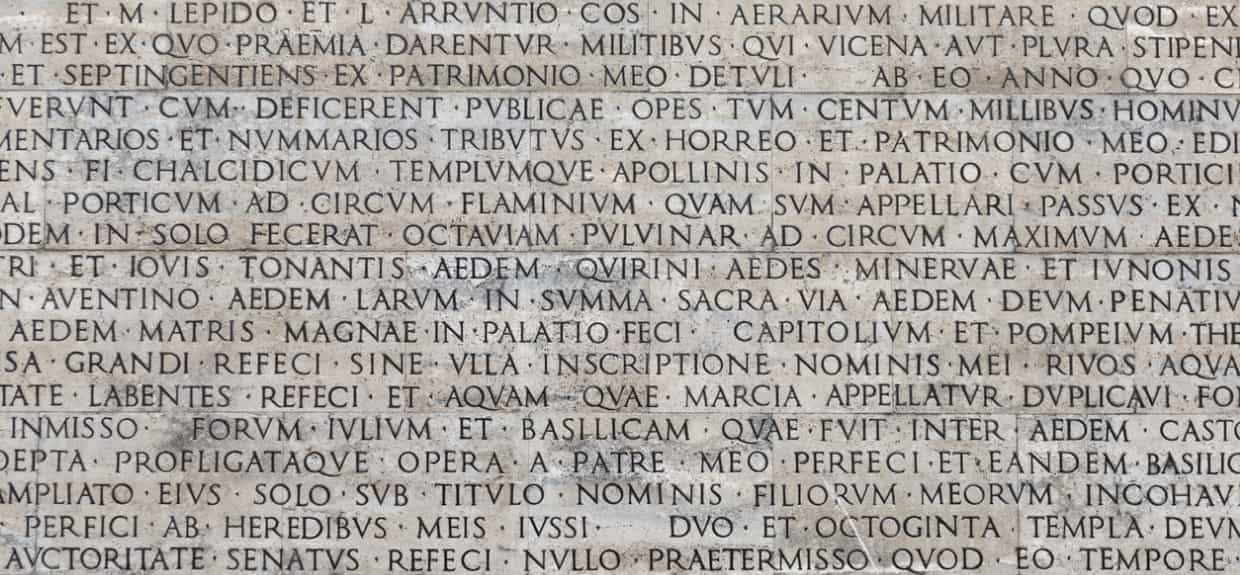 ET · M · LEPIDO · ET · L · ARRVNTIO · COS · IN · AERARIVM · MILITARE · QVOD · EX
M · EST · EX · QVO · PRAEMIA · DARENTVR · MILITIBVS · QVI · VICENA · AVT · PLVRA · STIPENI
· ET · SEPTINGENTIENS · EX · PATRIMONIO · MEO · DETVLI · AB · EO · ANNO · QVO · C
FVERVNT · CVM · DEFICERENT · PVBLICAE · OPES · TVM · CENTVM · MILLIBVS · HOMINV
MENTARIOS · ET · NVMMARIOS · TRIBVTVS · EX · HORREO · ET · PATRIMONIO · MEO · EDI
ENS · FI · CHALCIDICVM · TEMPLVMQVE · APOLLINIS · IN · PALATIO · CVM · PORTICI
AL · PORTICVM · AD · CIRCVM · FLAMINIVM · QVAM · SVM · APPELLARI · PASSVS · EX · N
ODEM · IN · SOLO · FECERAT · OCTAVIAM · PVLVINAR · AD · CIRCVM · MAXIMVM · AEDES
TRI · ET · IOVIS · TONANTIS · AEDEM · QVIRINI · AEDES · MINERVAE · ET IVNONIS
N · AVENTINO · AEDEM · LARVM · IN · SVMMA · SACRA · VIA · AEDEM · DEVM · PENATIV
AEDEM · MATRIS · MAGNAE · IN · PALATIO · FECI · CAPITOLIVM · ET · POMPEIVM · THE
SA · GRANDI · REFECI · SINE · VLLA · INSCRIPTIONE · NOMINIS · MEI · RIVOS · AQVA
TATE · LABENTES · REFECI · ET · AQVAM · QVAE · MARCIA · APPELLATVR · DVPLICAVI · FO
INMISSO · FORVM · IVLIVM · ET · BASILICAM · QVAE · FVIT · INTER · AEDEM · CASTO
DEPTA · PROFLIGATAQVE · OPERA · A · PATRE · MEO · PERFECI · ET · EANDEM · BASILIC
AMPLIATO · EIVS · SOLO · SVB · TITVLO · NOMINIS · FILIORVM · MEORVM · INCOHAV
PERFICI · AB · HEREDIBVS · MEIS · IVSSI · DVO · ET · OCTOGINTA · TEMPLA · DEVM
AVCTORITATE · SENATVS · REFECI · NVLLO · PRAETERMISSO · QVOD · EO · TEMPORE ·